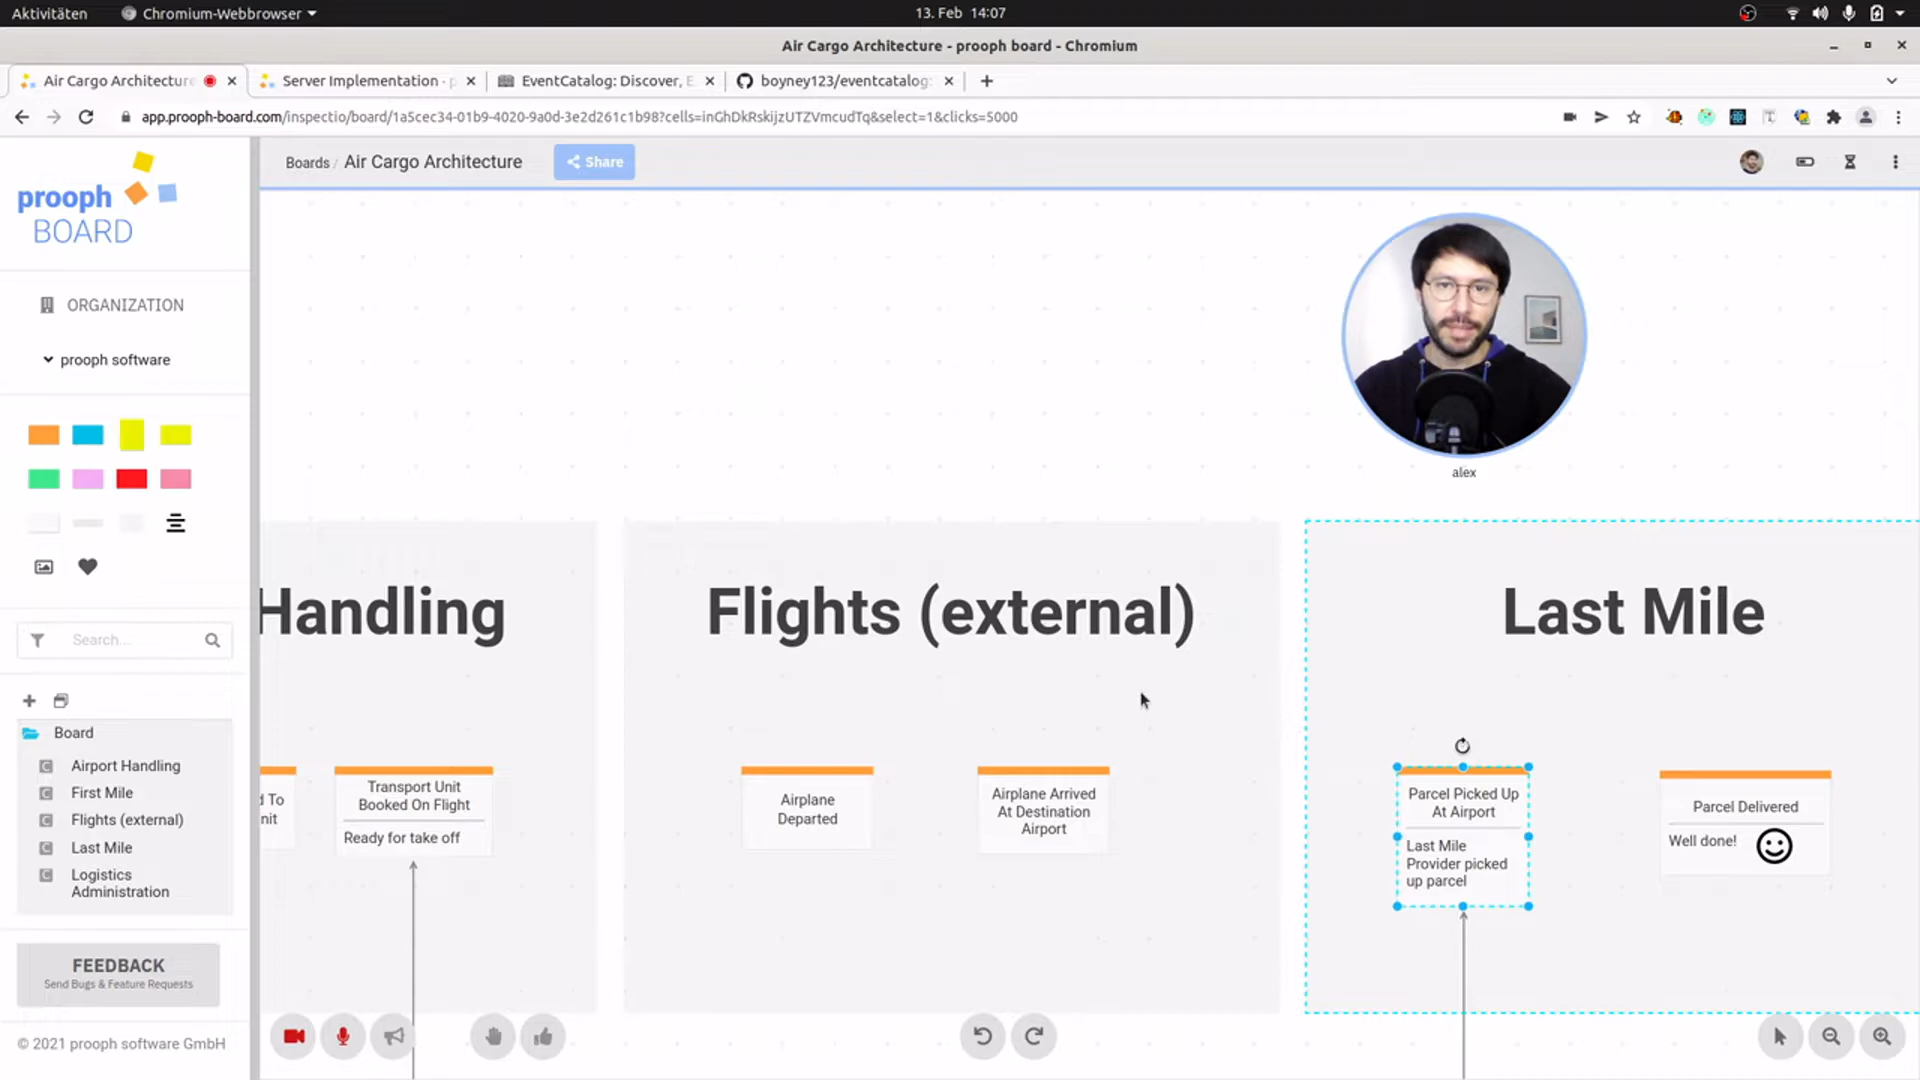 Aktivitäten
Chromium-Webbrowser
13. Feb 14:07
Air Cargo Architecture - prooph board - Chromium
Air Cargo Architecture
Server Implementation - p
EventCatalog: Discover, E
boyney123/eventcatalog:
app.prooph-board.com/inspectio/board/1a5cec34-01b9-4020-9a0d-3e2d261c1b98?cells=inGhDkRskijzUTZVmcudTq&select=1&clicks=5000
prooph
BOARD
Boards / Air Cargo Architecture
Share
ORGANIZATION
prooph software
Search...
Board
Airport Handling
First Mile
Flights (external)
Last Mile
Logistics
Administration
FEEDBACK
Send Bugs & Feature Requests
© 2021 prooph software GmbH
alex
Handling
d To
nit
Transport Unit
Booked On Flight
Ready for take off
Flights (external)
Airplane
Departed
Airplane Arrived
At Destination
Airport
Last Mile
Parcel Picked Up
At Airport
Last Mile
Provider picked
up parcel
Parcel Delivered
Well done!